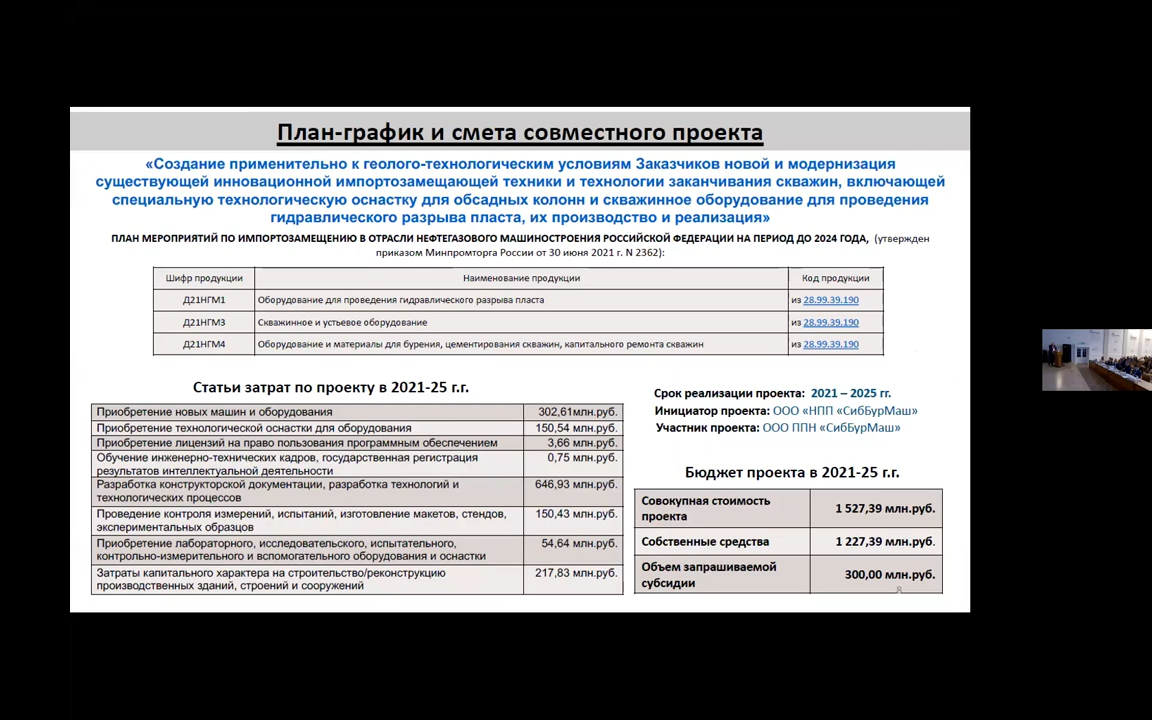 План-график и смета совместного проекта
«Создание применительно к геолого-технологическим условиям Заказчиков новой и модернизация
существующей инновационной импортозамещающей техники и технологии заканчивания скважин, включающей
специальную технологическую оснастку для обсадных колонн и скважинное оборудование для проведения
гидравлического разрыва пласта, их производство и реализация»
ПЛАН МЕРОПРИЯТИЙ ПО ИМПОРТОЗАМЕЩЕНИЮ В ОТРАСЛИ НЕФТЕГАЗОВОГО МАШИНОСТРОЕНИЯ РОССИЙСКОЙ ФЕДЕРАЦИИ НА ПЕРИОД ДО 2024 ГОДА, (утвержден
приказом Минпромторга России от 30 июня 2021 г. N 2362):
Шифр продукции Наименование продукции Код продукции
Д21НГМ1 Оборудование для проведения гидравлического разрыва пласта из 28.99.39.190
Д21НГМ3 Скважинное и устьевое оборудование из 28.99.39.190
Д21НГМ4 Оборудование и материалы для бурения, цементирования скважин, капитального ремонта скважин из 28.99.39.190
Статьи затрат по проекту в 2021-25 г.г.
Приобретение новых машин и оборудования 302,61млн.руб.
Приобретение технологической оснастки для оборудования 150,54 млн.руб.
Приобретение лицензий на право пользования программным обеспечением 3,66 млн.руб.
Обучение инженерно-технических кадров, государственная регистрация 0,75 млн.руб.
результатов интеллектуальной деятельности
Разработка конструкторской документации, разработка технологий и 646,93 млн.руб.
технологических процессов
Проведение контроля измерений, испытаний, изготовление макетов, стендов, 150,43 млн.руб.
экспериментальных образцов
Приобретение лабораторного, исследовательского, испытательного, 54,64 млн.руб.
контрольно-измерительного и вспомогательного оборудования и оснастки
Затраты капитального характера на строительство/реконструкцию 217,83 млн.руб.
производственных зданий, строений и сооружений
Срок реализации проекта: 2021 – 2025 гг.
Инициатор проекта: ООО «НПП «СибБурМаш»
Участник проекта: ООО ППН «СибБурМаш»
Бюджет проекта в 2021-25 г.г.
Совокупная стоимость 1 527,39 млн.руб.
проекта
Собственные средства 1 227,39 млн.руб.
Объем запрашиваемой 300,00 млн.руб.
субсидии
8